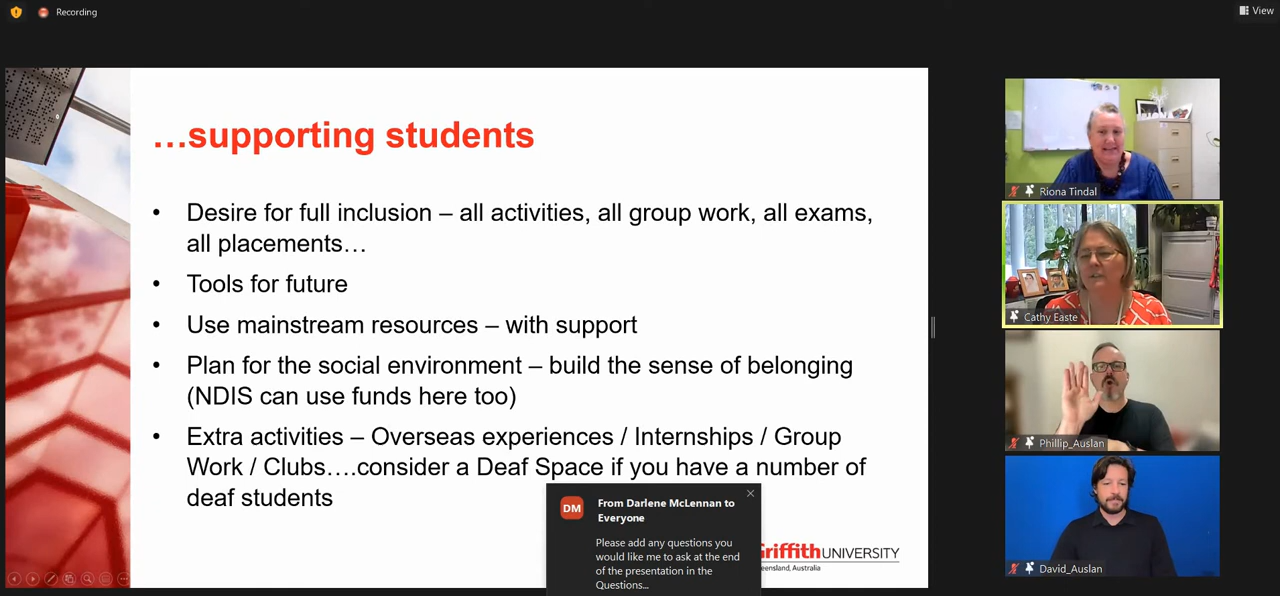 Recording
View
…supporting students
• Desire for full inclusion – all activities, all group work, all exams,
all placements…
• Tools for future
• Use mainstream resources – with support
• Plan for the social environment – build the sense of belonging
(NDIS can use funds here too)
• Extra activities – Overseas experiences / Internships / Group
Work / Clubs….consider a Deaf Space if you have a number of
deaf students
DM
From Darlene McLennan to
Everyone
Please add any questions you
would like me to ask at the end
of the presentation in the
Questions...
Griffith UNIVERSITY
eensland, Australia
Riona Tindal
Cathy Easte
Phillip_Auslan
David_Auslan